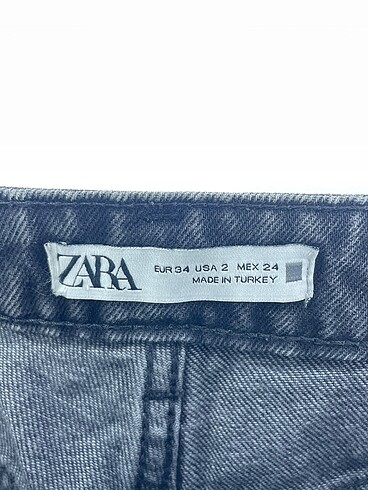 ZARA
EUR 34 USA 2 MEX 24
MADE IN TURKEY